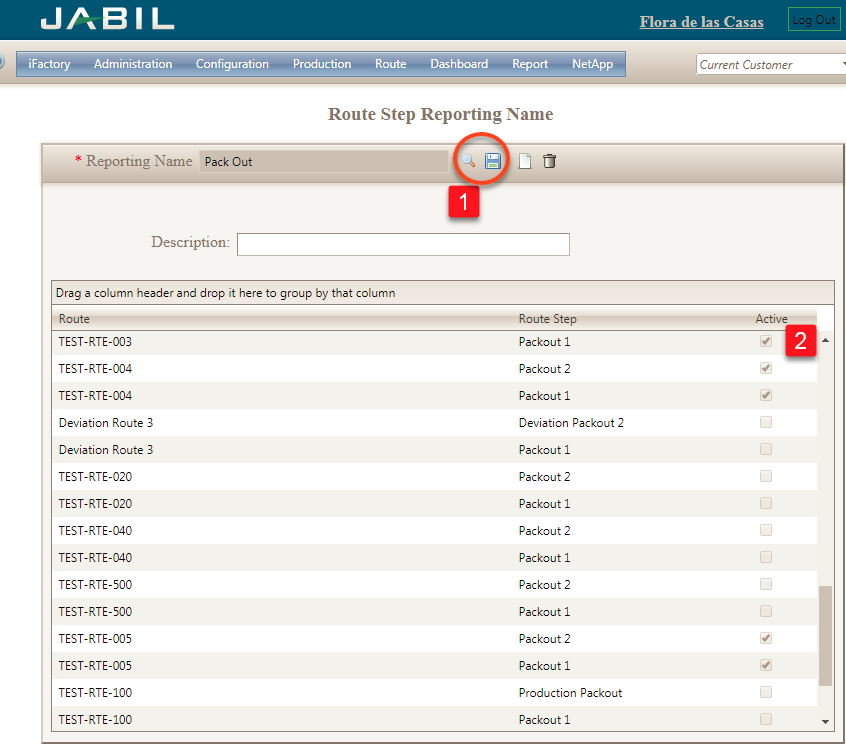 JABIL
Flora de las Casas
Log Out
iFactory Administration Configuration Production Route Dashboard Report NetApp
Current Customer
Route Step Reporting Name
* Reporting Name Pack Out
1
Description:
Drag a column header and drop it here to group by that column
Route Route Step Active
2
TEST-RTE-003 Packout 1
TEST-RTE-004 Packout 2
TEST-RTE-004 Packout 1
Deviation Route 3 Deviation Packout 2
Deviation Route 3 Packout 1
TEST-RTE-020 Packout 2
TEST-RTE-020 Packout 1
TEST-RTE-040 Packout 2
TEST-RTE-040 Packout 1
TEST-RTE-500 Packout 2
TEST-RTE-500 Packout 1
TEST-RTE-005 Packout 2
TEST-RTE-005 Packout 1
TEST-RTE-100 Production Packout
TEST-RTE-100 Packout 1